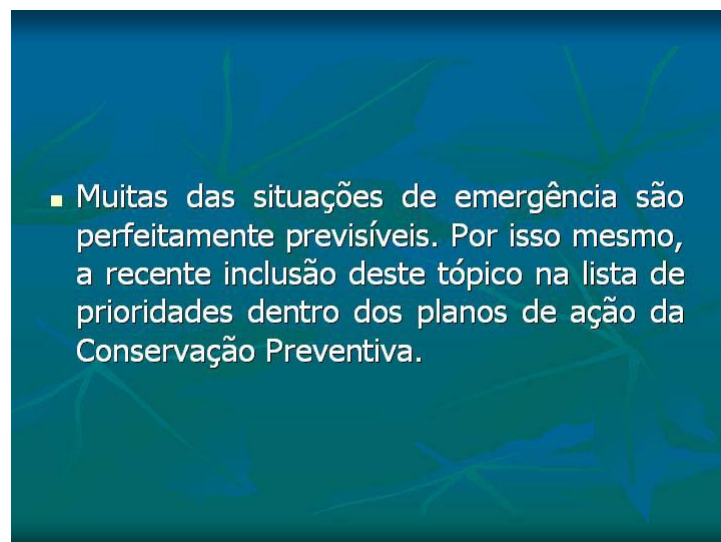 Muitas das situações de emergência são
perfeitamente previsíveis. Por isso mesmo,
a recente inclusão deste tópico na lista de
prioridades dentro dos planos de ação da
Conservação Preventiva.